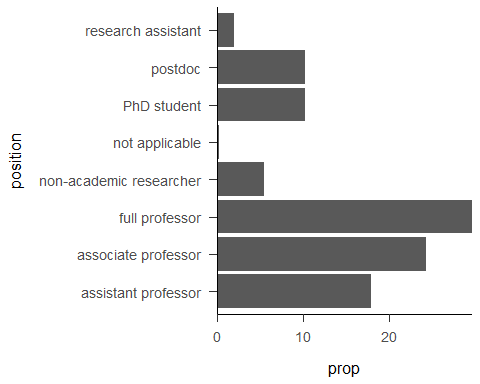 research assistant
postdoc
PhD student
not applicable
non-academic researcher
full professor
associate professor
assistant professor
position
0 10 20
prop